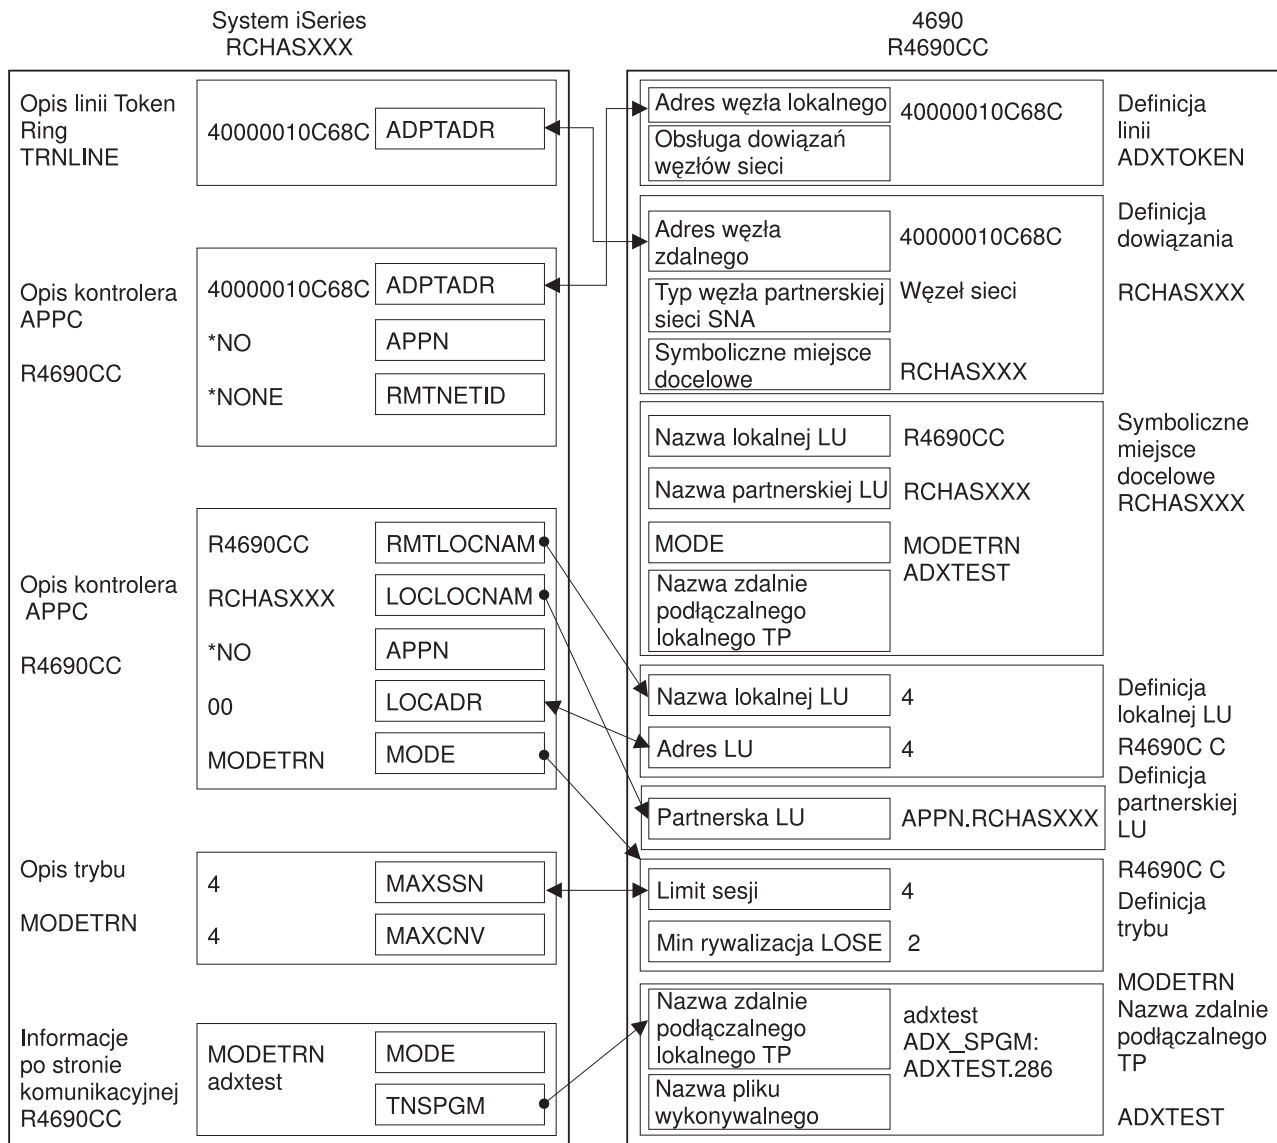 System iSeries
RCHASXXX
Opis linii Token
Ring
TRNLINE
40000010C68C ADPTADR
Opis kontrolera
APPC
R4690CC
40000010C68C ADPTADR
*NO APPN
*NONE RMTNETID
Opis kontrolera
APPC
R4690CC
R4690CC RMTLOCNAM
RCHASXXX LOCLOCNAM
*NO APPN
00 LOCADR
MODETRN MODE
Opis trybu
MODETRN
4 MAXSSN
4 MAXCNV
Informacje
po stronie
komunikacyjnej
R4690CC
MODETRN MODE
adxtest
TNSPGM
4690
R4690CC
Adres węzła lokalnego 40000010C68C
Obsługa dowiązań
węzłów sieci
Definicja
linii
ADXTOKEN
Adres węzła
zdalnego
40000010C68C
Typ węzła partnerskiej
sieci SNA
Węzeł sieci
Symboliczne miejsce
docelowe
RCHASXXX
Definicja
dowiązania
RCHASXXX
Nazwa lokalnej LU R4690CC
Nazwa partnerskiej LU RCHASXXX
MODE MODETRN
ADXTEST
Nazwa zdalnie
podłączalnego
lokalnego TP
Symboliczne
miejsce
docelowe
RCHASXXX
Nazwa lokalnej LU 4
Adres LU 4
Definicja
lokalnej LU
R4690C C
Partnerska LU APPN.RCHASXXX
Definicja
partnerskiej
LU
R4690C C
Limit sesji 4
Min rywalizacja LOSE 2
Definicja
trybu
MODETRN
Nazwa zdalnie
podłączalnego
lokalnego TP
adxtest
ADX_SPGM:
ADXTEST.286
Nazwa pliku
wykonywalnego
Nazwa zdalnie
podłączalnego
TP
ADXTEST